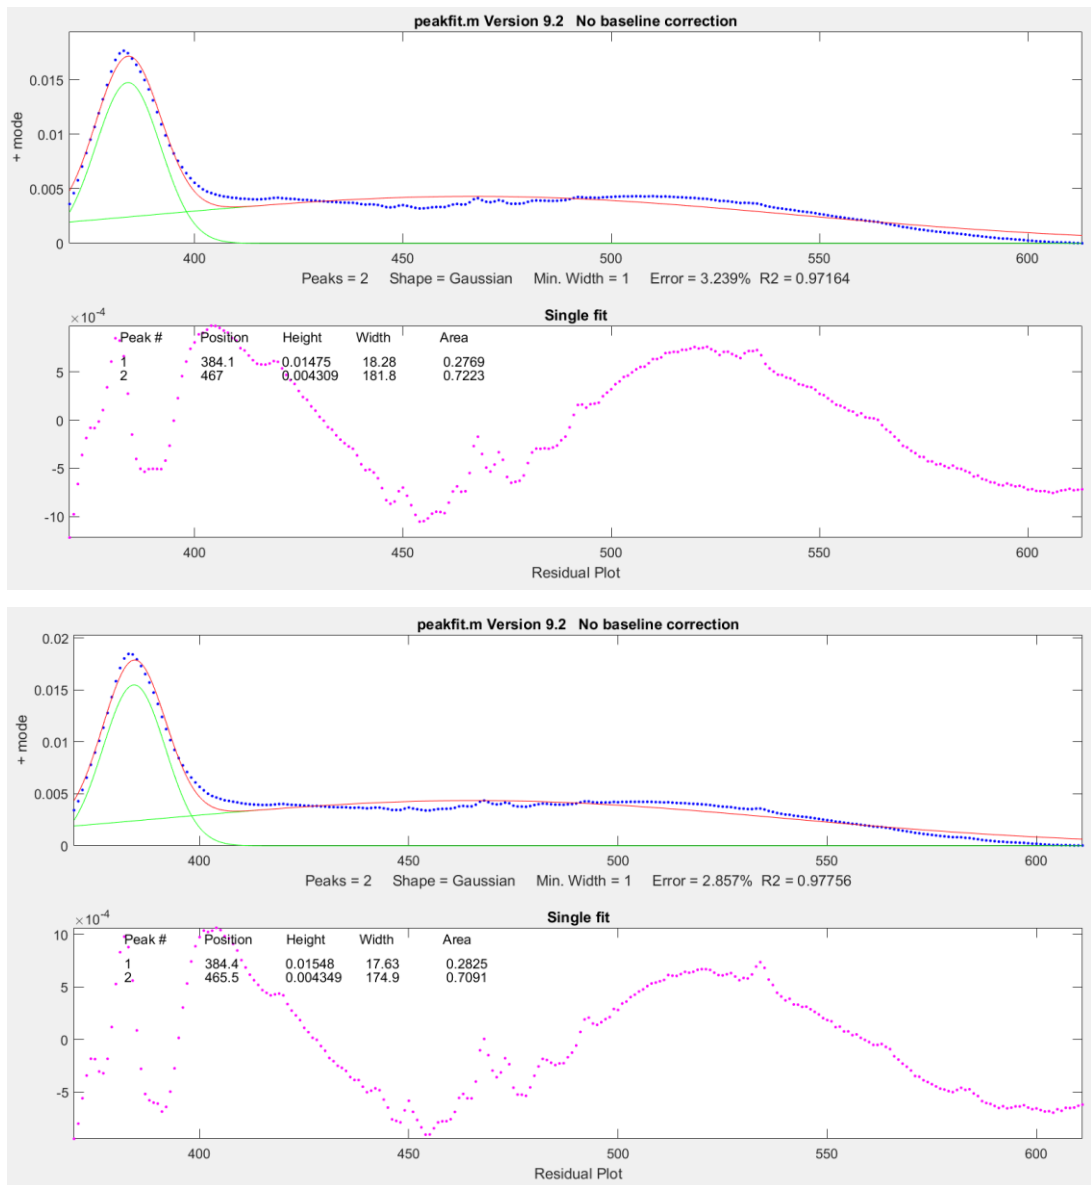 peakfit.m Version 9.2   No baseline correction
0.015
0.01
0.005
0
+ mode
400 450 500 550 600
Peaks = 2   Shape = Gaussian   Min. Width = 1   Error = 3.239%  R2 = 0.97164
×10⁻⁴
Single fit
Peak # Position Height Width Area
1 384.1 0.01475 18.28 0.2769
2 467 0.004309 181.8 0.7223
5
0
-5
-10
400 450 500 550 600
Residual Plot
peakfit.m Version 9.2   No baseline correction
0.02
0.015
0.01
0.005
0
+ mode
400 450 500 550 600
Peaks = 2   Shape = Gaussian   Min. Width = 1   Error = 2.857%  R2 = 0.97756
×10⁻⁴
Single fit
10
Peak # Position Height Width Area
1 384.4 0.01548 17.63 0.2825
2 465.5 0.004349 174.9 0.7091
5
0
-5
400 450 500 550 600
Residual Plot